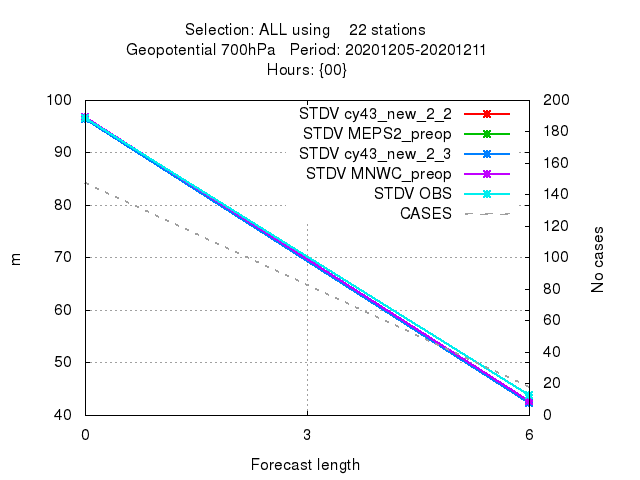 Selection: ALL using 22 stations
Geopotential 700hPa Period: 20201205-20201211
Hours: {00}
100 200
STDV cy43_new_2_2
180
STDV MEPS2_preop
90
STDV cy43_new_2_3
160
STDV MNWC_preop
140
STDV OBS
80
CASES
120
70 100
m
No cases
80
60
60
40
50
20
40 0
0 3 6
Forecast length